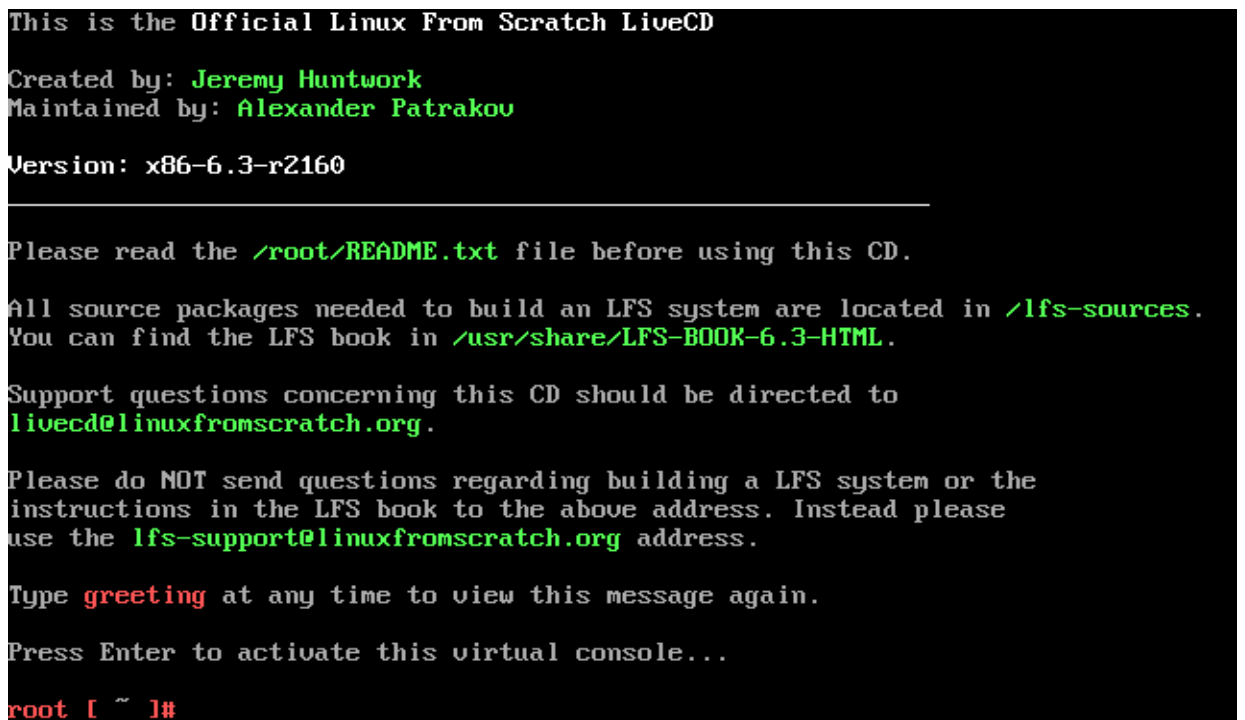 This is the Official Linux From Scratch LiveCD
Created by: Jeremy Huntwork
Maintained by: Alexander Patrakov
Version: x86-6.3-r2160
Please read the /root/README.txt file before using this CD.
All source packages needed to build an LFS system are located in /lfs-sources.
You can find the LFS book in /usr/share/LFS-BOOK-6.3-HTML.
Support questions concerning this CD should be directed to
livecd@linuxfromscratch.org.
Please do NOT send questions regarding building a LFS system or the
instructions in the LFS book to the above address. Instead please
use the lfs-support@linuxfromscratch.org address.
Type greeting at any time to view this message again.
Press Enter to activate this virtual console...
root [ ~ ]#